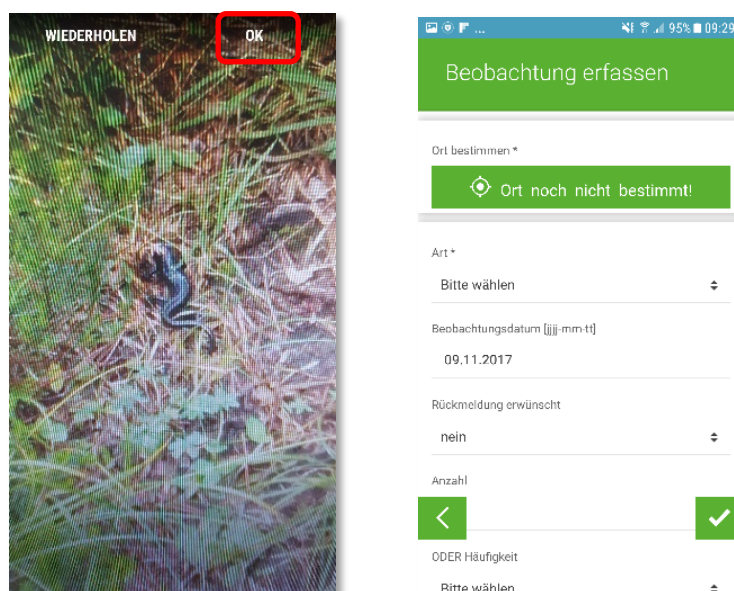 WIEDERHOLEN OK
... 95% 09:29
Beobachtung erfassen
Ort bestimmen *
Ort noch nicht bestimmt!
Art *
Bitte wählen
Beobachtungsdatum [jjjj-mm-tt]
09.11.2017
Rückmeldung erwünscht
nein
Anzahl
ODER Häufigkeit
Bitte wählen